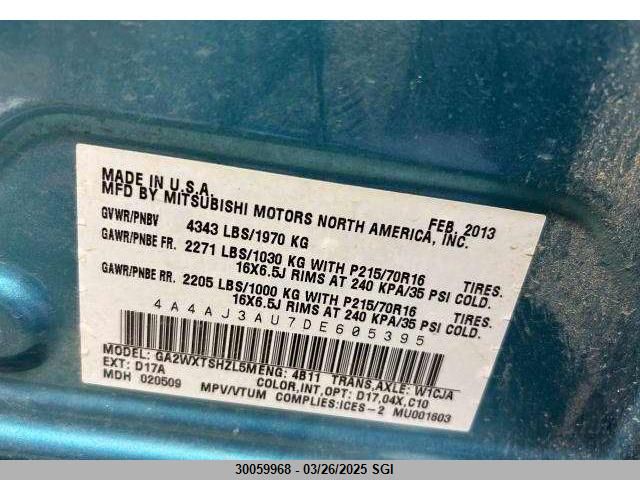 MADE IN U.S.A. FEB. 2013
MFD BY MITSUBISHI MOTORS NORTH AMERICA, INC.
GVWR/PNBV 4343 LBS/1970 KG
GAWR/PNBE FR. 2271 LBS/1030 KG WITH P215/70R16 TIRES.
16X6.5J RIMS AT 240 KPA/35 PSI COLD.
GAWR/PNBE RR. 2205 LBS/1000 KG WITH P215/70R16 TIRES.
16X6.5J RIMS AT 240 KPA/35 PSI COLD.
4A4AJ3AU7DE605395
MODEL: GA2WXTSHZL5M ENG: 4B11 TRANS,AXLE: W1CJA
EXT: D17A COLOR,INT,OPT: D17,04X,C10
MDH 020509 MPV/VTUM COMPLIES:ICES-2 MU001603
30059968 - 03/26/2025 SGI